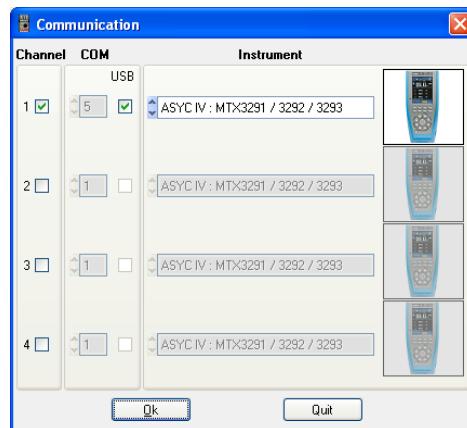 Communication
Channel COM Instrument
USB
1 5 ASYC IV : MTX3291 / 3292 / 3293
2 1 ASYC IV : MTX3291 / 3292 / 3293
3 1 ASYC IV : MTX3291 / 3292 / 3293
4 1 ASYC IV : MTX3291 / 3292 / 3293
Ok Quit